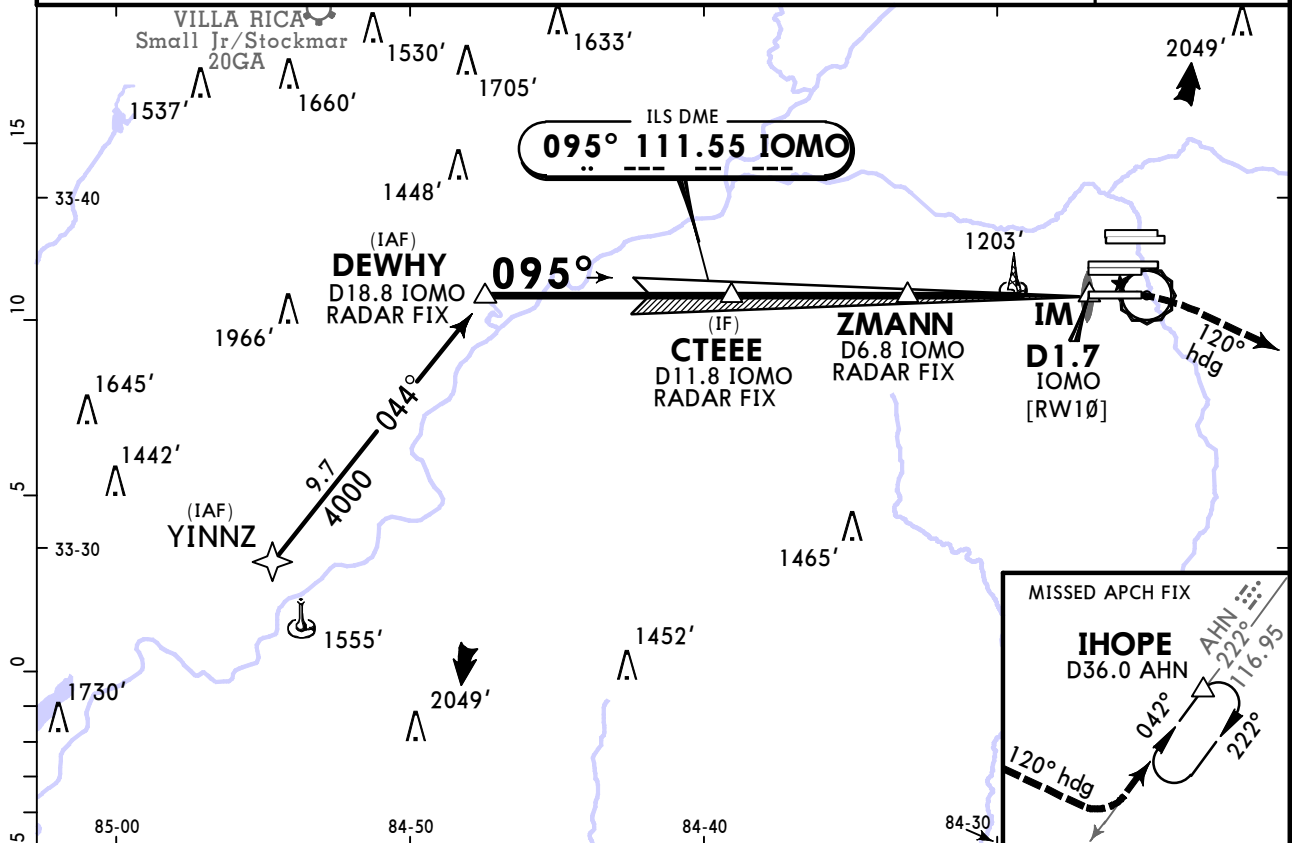 VILLA RICA
Small Jr/Stockmar
20GA
1530'
1633'
2049'
1537'
1660'
1705'
ILS DME
095° 111.55 IOMO
15
1448'
33-40
(IAF)
DEWHY
D18.8 IOMO
RADAR FIX
095°
1203'
10
(IF)
CTEEE
D11.8 IOMO
RADAR FIX
ZMANN
D6.8 IOMO
RADAR FIX
IM
D1.7
IOMO
[RW1Ø]
120°
hdg
1966'
1645'
044°
1442'
9.7
4000
5
(IAF)
YINNZ
33-30
1465'
1555'
1452'
0
1730'
2049'
MISSED APCH FIX
IHOPE
D36.0 AHN
AHN
222°
116.95
042°
222°
120° hdg
5
85-00
84-50
84-40
84-30